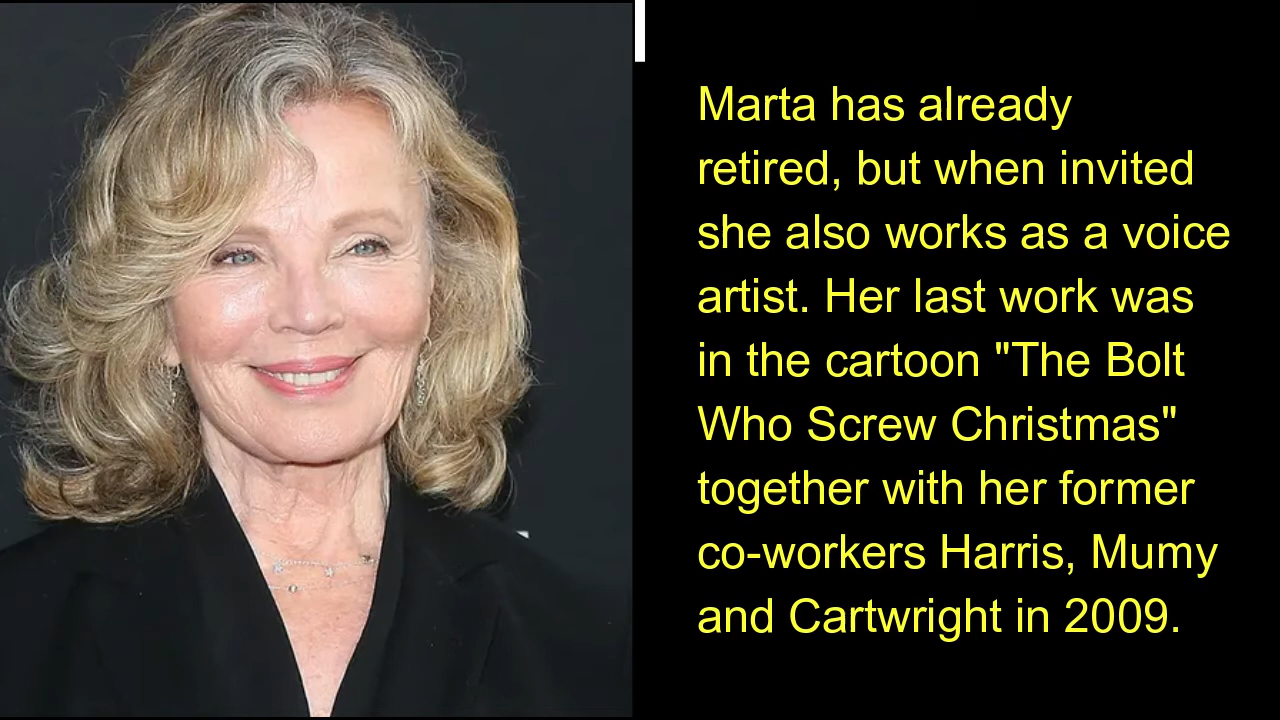 Marta has already
retired, but when invited
she also works as a voice
artist. Her last work was
in the cartoon "The Bolt
Who Screw Christmas"
together with her former
co-workers Harris, Mumy
and Cartwright in 2009.